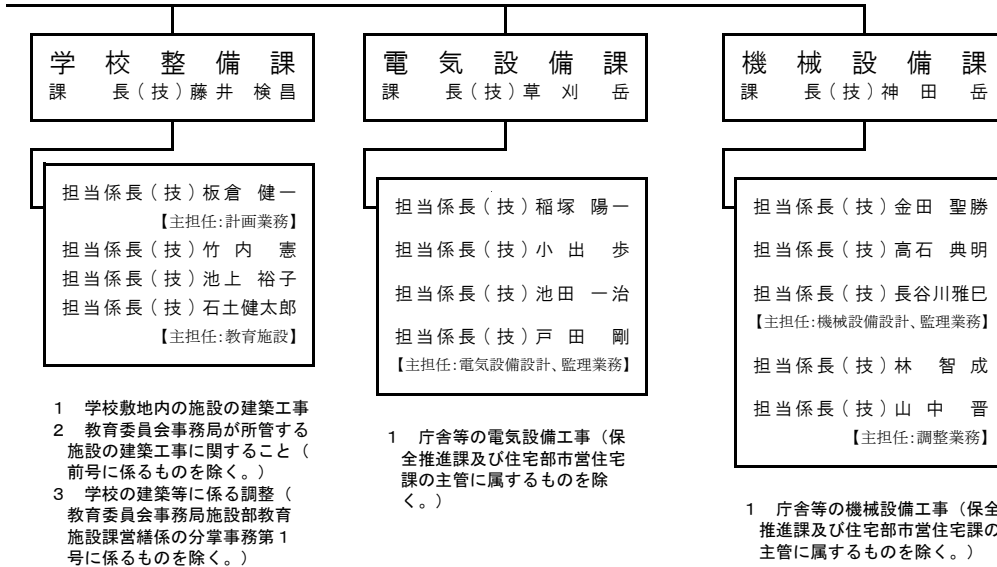 学校整備課
課長(技)藤井検昌
担当係長(技)板倉 健一
【主担任:計画業務】
担当係長(技)竹内 憲
担当係長(技)池上 裕子
担当係長(技)石土健太郎
【主担任:教育施設】
1 学校敷地内の施設の建築工事
2 教育委員会事務局が所管する
施設の建築工事に関すること(
前号に係るものを除く。)
3 学校の建築等に係る調整(
教育委員会事務局施設部教育
施設課営繕係の分掌事務第1
号に係るものを除く。)
電気設備課
課長(技)草刈 岳
担当係長(技)稲塚 陽一
担当係長(技)小出 歩
担当係長(技)池田 一治
担当係長(技)戸田 剛
【主担任:電気設備設計、監理業務】
1 庁舎等の電気設備工事(保
全推進課及び住宅部市営住宅
課の主管に属するものを除
く。)
機械設備課
課長(技)神田 岳
担当係長(技)金田 聖勝
担当係長(技)高石 典明
担当係長(技)長谷川雅巳
【主担任:機械設備設計、監理業務】
担当係長(技)林 智成
担当係長(技)山中 晋
【主担任:調整業務】
1 庁舎等の機械設備工事(保全
推進課及び住宅部市営住宅課の
主管に属するものを除く。)